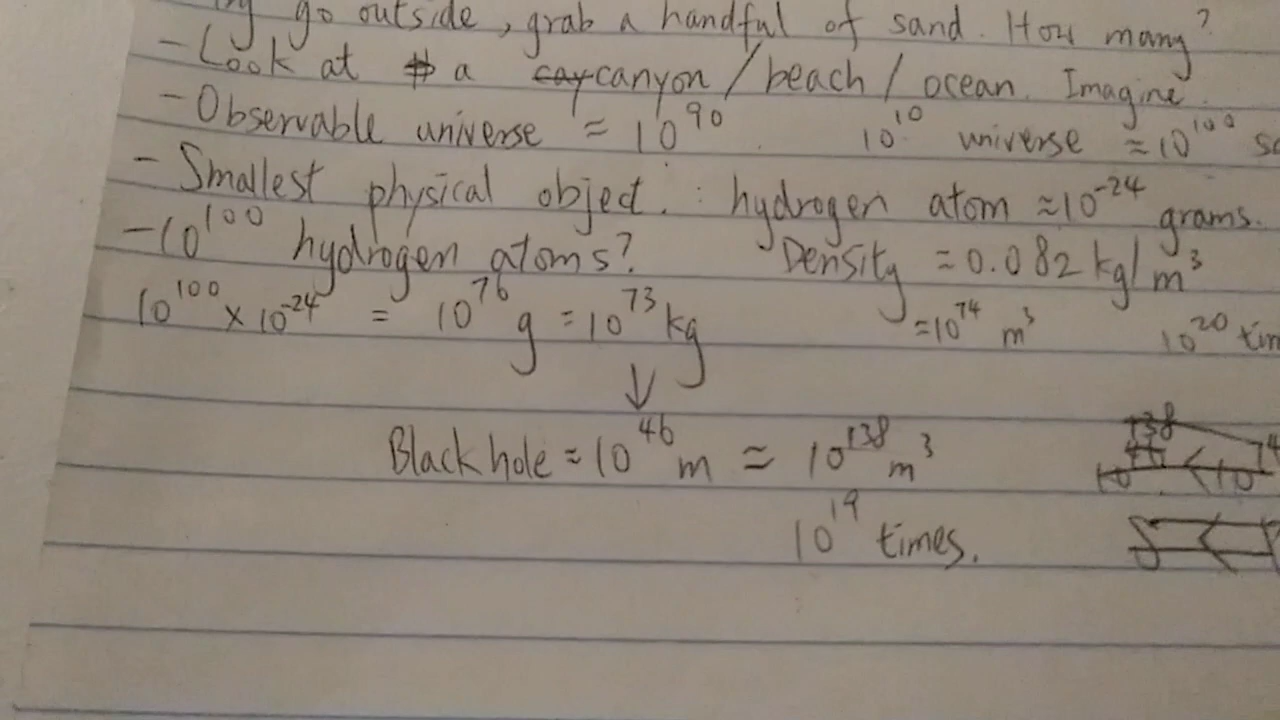 go outside, grab a handful of sand. How many?
- Look at a canyon / beach / ocean. Imagine.
- Observable universe = 10^90. 10^10 universe ≈ 10^100
- Smallest physical object. : hydrogen atom ≈ 10^-24 grams.
- 10^100 hydrogen atoms? Density = 0.082 kg/m³
10^100 × 10^-24 = 10^76 g = 10^73 kg = 10^74 m³ 10^20
↓
Black hole = 10^46 m ≈ 10^138 m³
10^19 times.